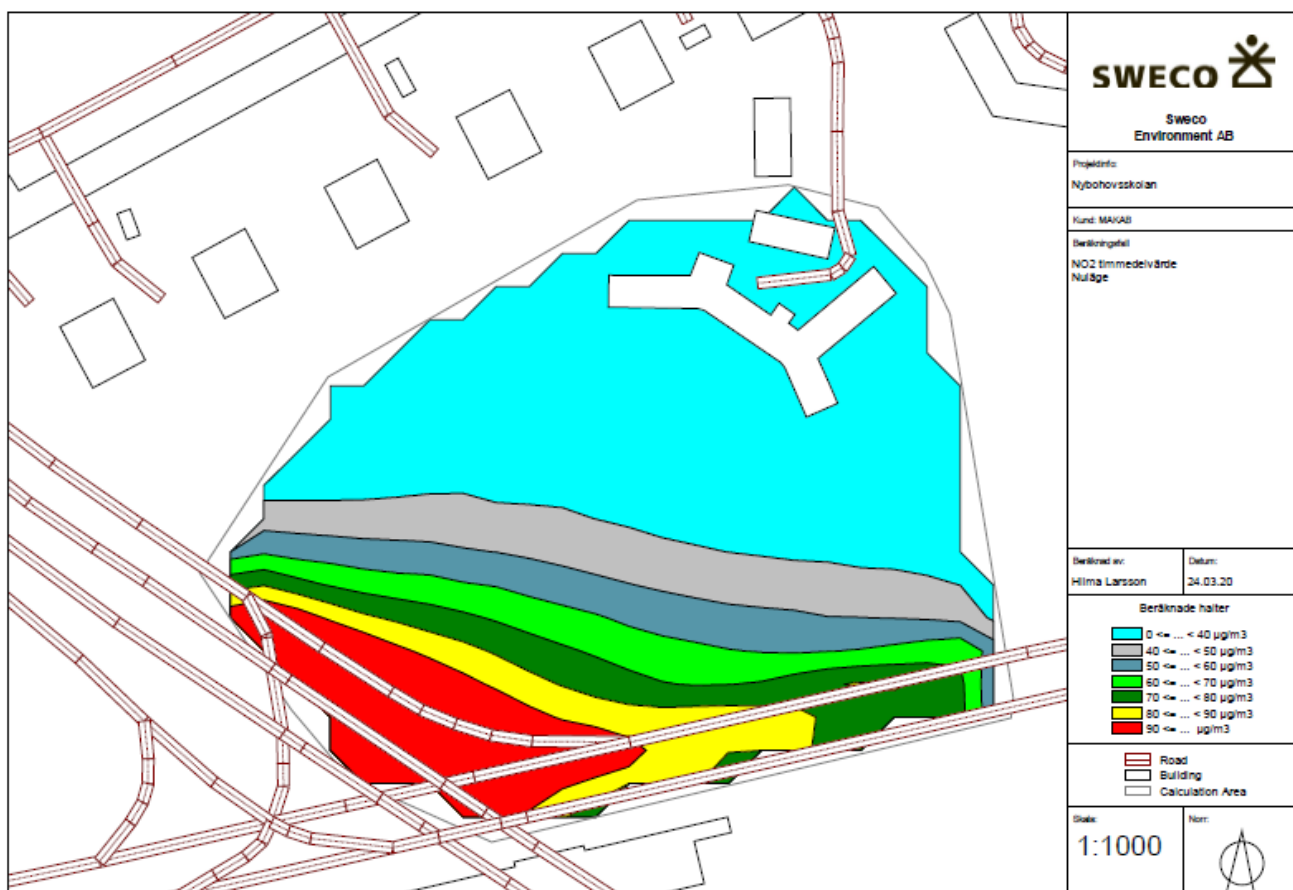 SWECO
Sweco
Environment AB
Projektinfo:
Nybohovsskolan
Kund: MAKAB
Beräkningsfall
NO2 timmedelvärde
Nuläge
Beräknad av:
Hilma Larsson
Datum:
24.03.20
Beräknade halter
0 <= ... < 40 µg/m3
40 <= ... < 50 µg/m3
50 <= ... < 60 µg/m3
60 <= ... < 70 µg/m3
70 <= ... < 80 µg/m3
80 <= ... < 90 µg/m3
90 <= ... µg/m3
Road
Building
Calculation Area
Skala:
1:1000
Norr: